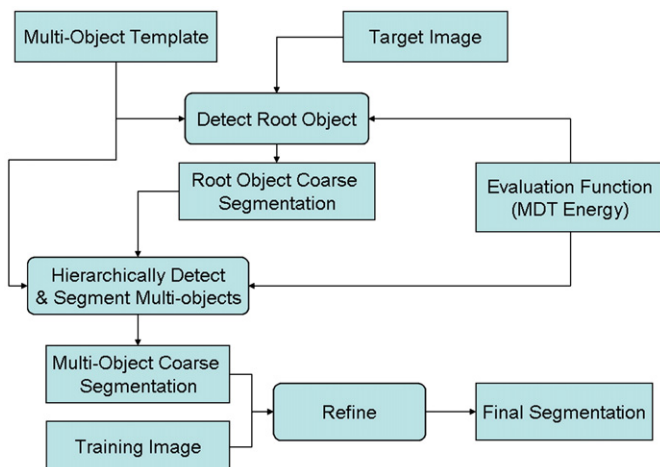 Multi-Object Template
Target Image
Detect Root Object
Root Object Coarse
Segmentation
Evaluation Function
(MDT Energy)
Hierarchically Detect
& Segment Multi-objects
Multi-Object Coarse
Segmentation
Refine
Final Segmentation
Training Image